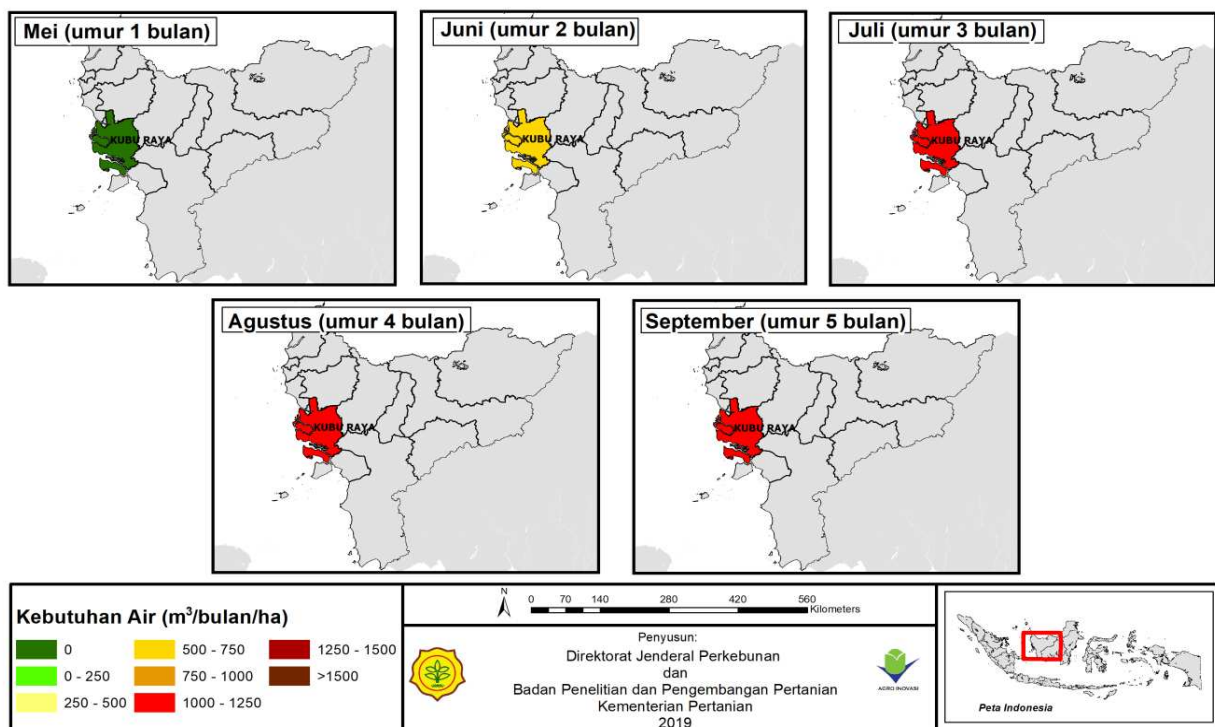 Mei (umur 1 bulan)
KUBU RAYA
Juni (umur 2 bulan)
KUBU RAYA
Juli (umur 3 bulan)
KUBU RAYA
Agustus (umur 4 bulan)
KUBU RAYA
September (umur 5 bulan)
KUBU RAYA
Kebutuhan Air (m³/bulan/ha)
0
0 - 250
250 - 500
500 - 750
750 - 1000
1000 - 1250
1250 - 1500
>1500
N
0 70 140 280 420 560
Kilometers
Penyusun:
Direktorat Jenderal Perkebunan
dan
Badan Penelitian dan Pengembangan Pertanian
Kementerian Pertanian
2019
AGRO INOVASI
Peta Indonesia